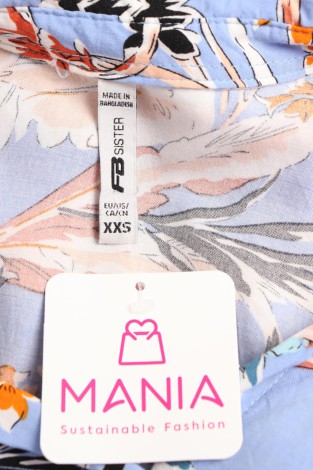 MADE IN
BANGLADESH
FB SISTER
EU/US/
CA/CN
XXS
MANIA
Sustainable Fashion